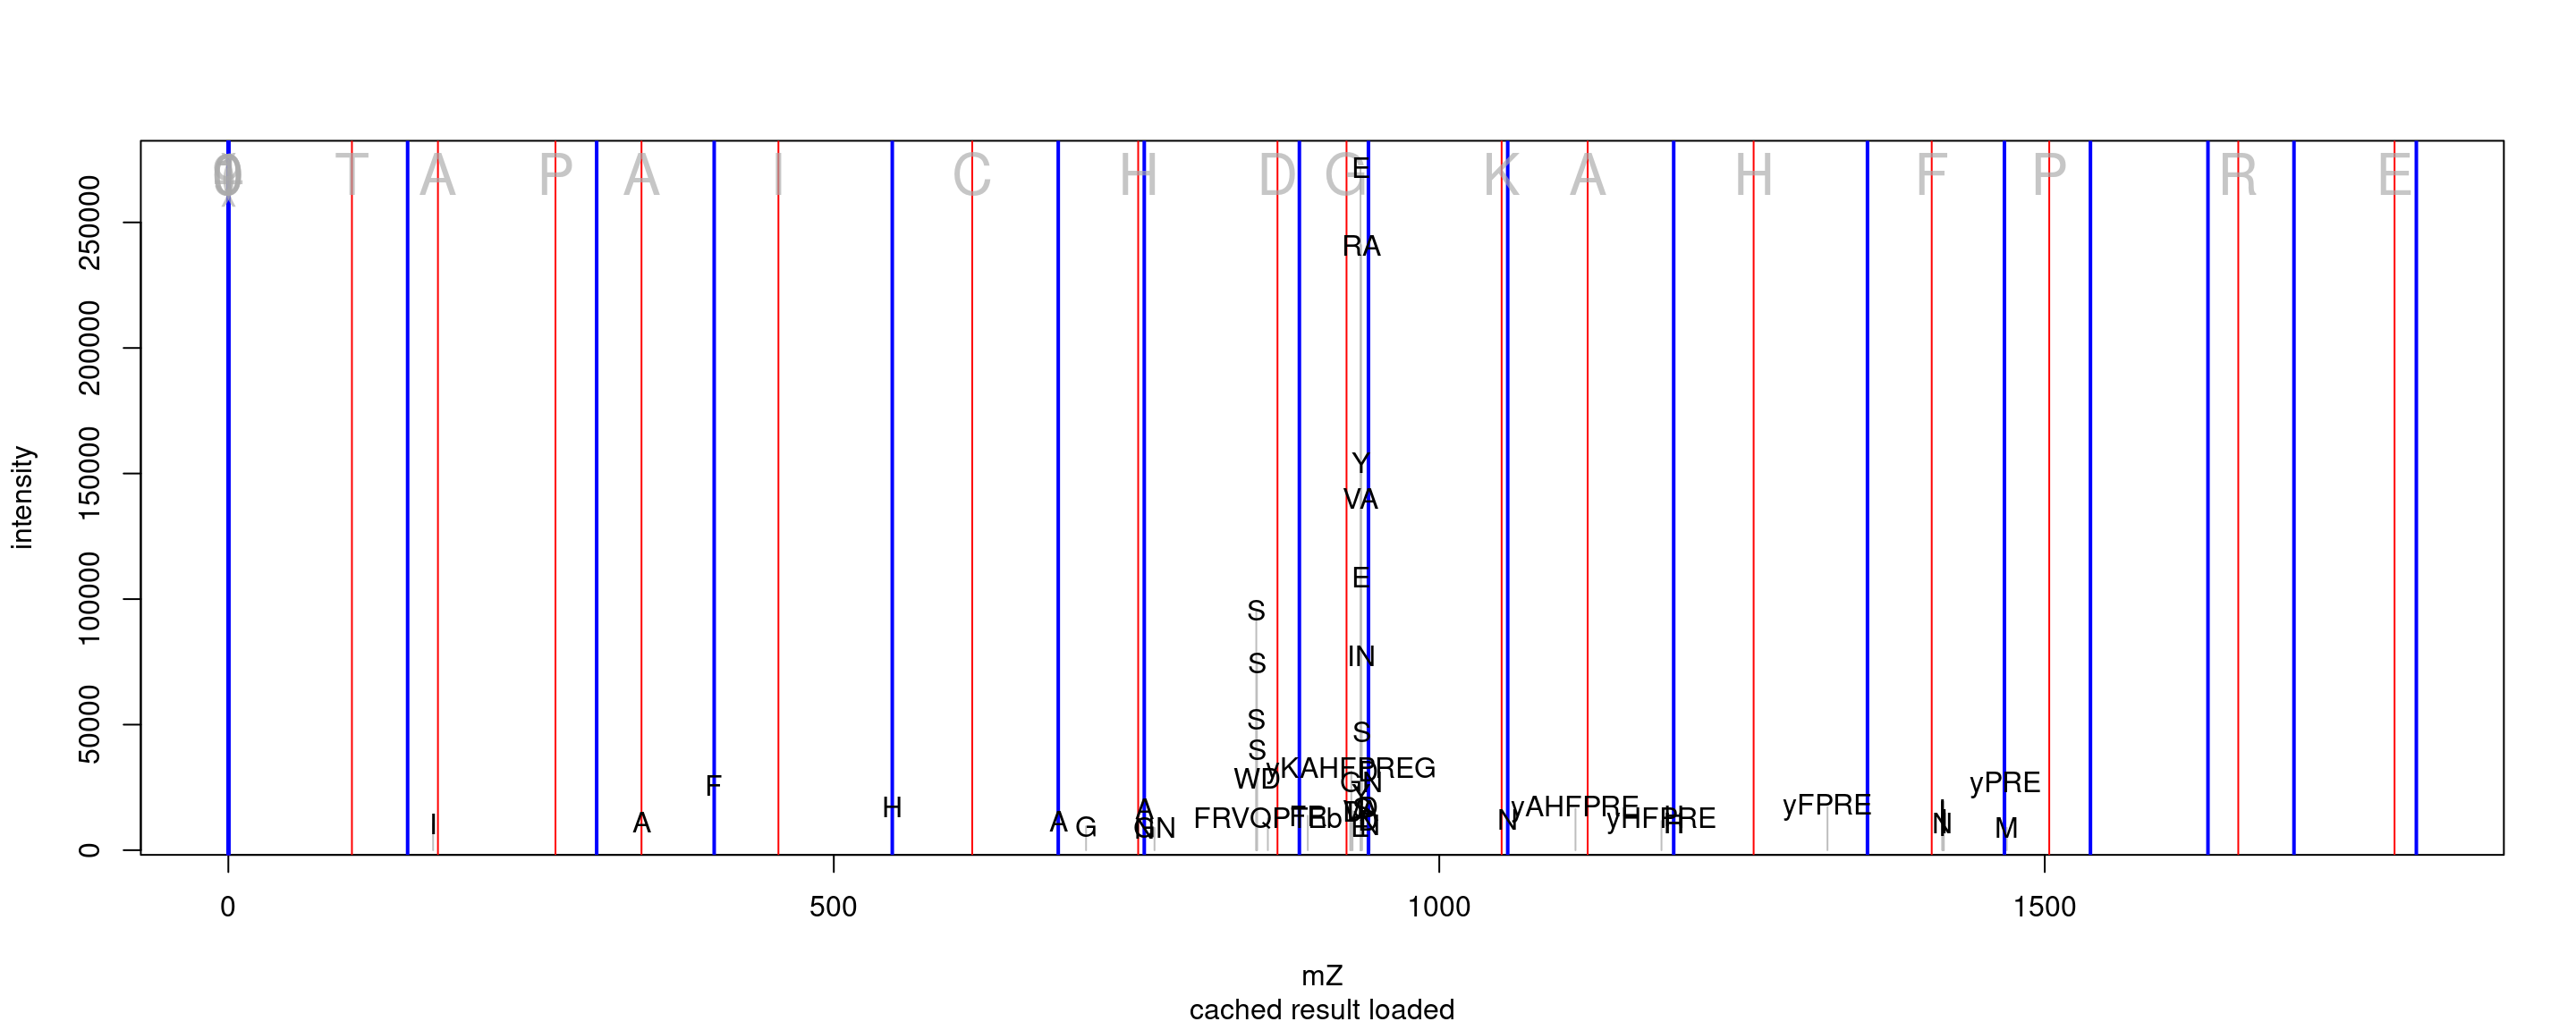 T A P A I C H D G K A H F P R E
E
RA
Y
VA
E
S
IN
S
S
S
S
yKAHFPREG
WD
yPRE
F
yFPRE
H
A
yAHFPRE
FRVQP
yHFPRE
N
I
A
A
G
N
M
intensity
0
50000
100000
150000
200000
250000
0 500 1000 1500
mZ
cached result loaded